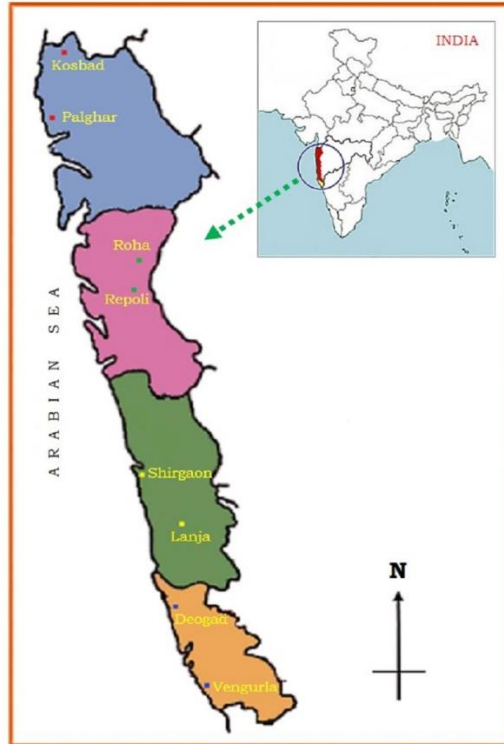 INDIA
Kosbad
Palghar
Roha
Repoli
ARABIAN SEA
Shirgaon
Lanja
N
Deogad
Vengurla